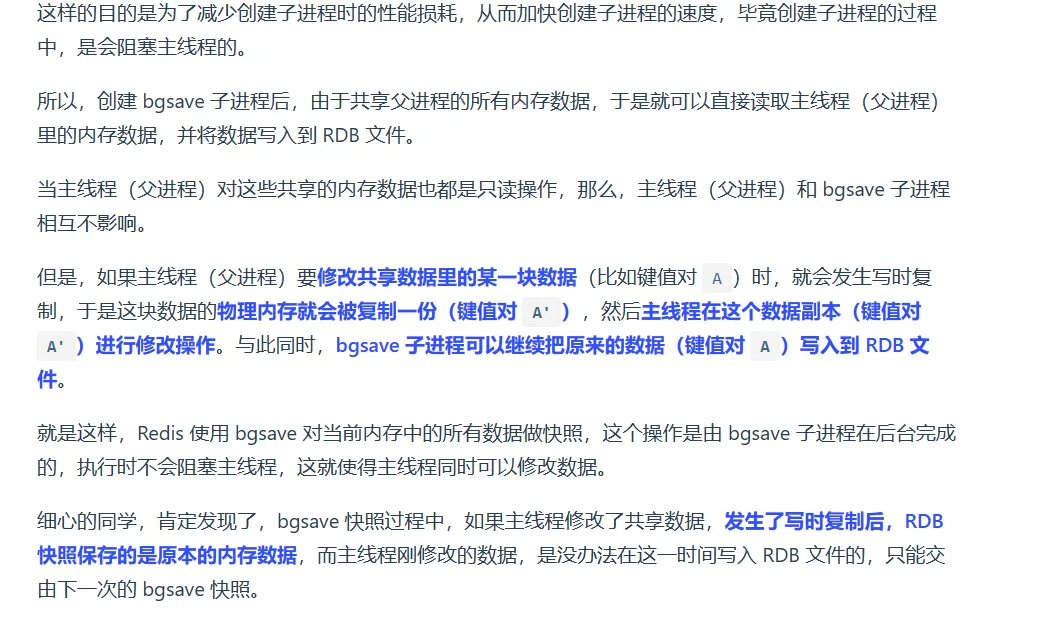 这样的目的是为了减少创建子进程时的性能损耗，从而加快创建子进程的速度，毕竟创建子进程的过程
中，是会阻塞主线程的。
所以，创建 bgsave 子进程后，由于共享父进程的所有内存数据，于是就可以直接读取主线程（父进程）
里的内存数据，并将数据写入到 RDB 文件。
当主线程（父进程）对这些共享的内存数据也都是只读操作，那么，主线程（父进程）和 bgsave 子进程
相互不影响。
但是，如果主线程（父进程）要修改共享数据里的某一块数据（比如键值对 A ）时，就会发生写时复
制，于是这块数据的物理内存就会被复制一份（键值对 A' ），然后主线程在这个数据副本（键值对
A' ）进行修改操作。与此同时，bgsave 子进程可以继续把原来的数据（键值对 A ）写入到 RDB 文
件。
就是这样，Redis 使用 bgsave 对当前内存中的所有数据做快照，这个操作是由 bgsave 子进程在后台完成
的，执行时不会阻塞主线程，这就使得主线程同时可以修改数据。
细心的同学，肯定发现了，bgsave 快照过程中，如果主线程修改了共享数据，发生了写时复制后，RDB
快照保存的是原本的内存数据，而主线程刚修改的数据，是没办法在这一时间写入 RDB 文件的，只能交
由下一次的 bgsave 快照。